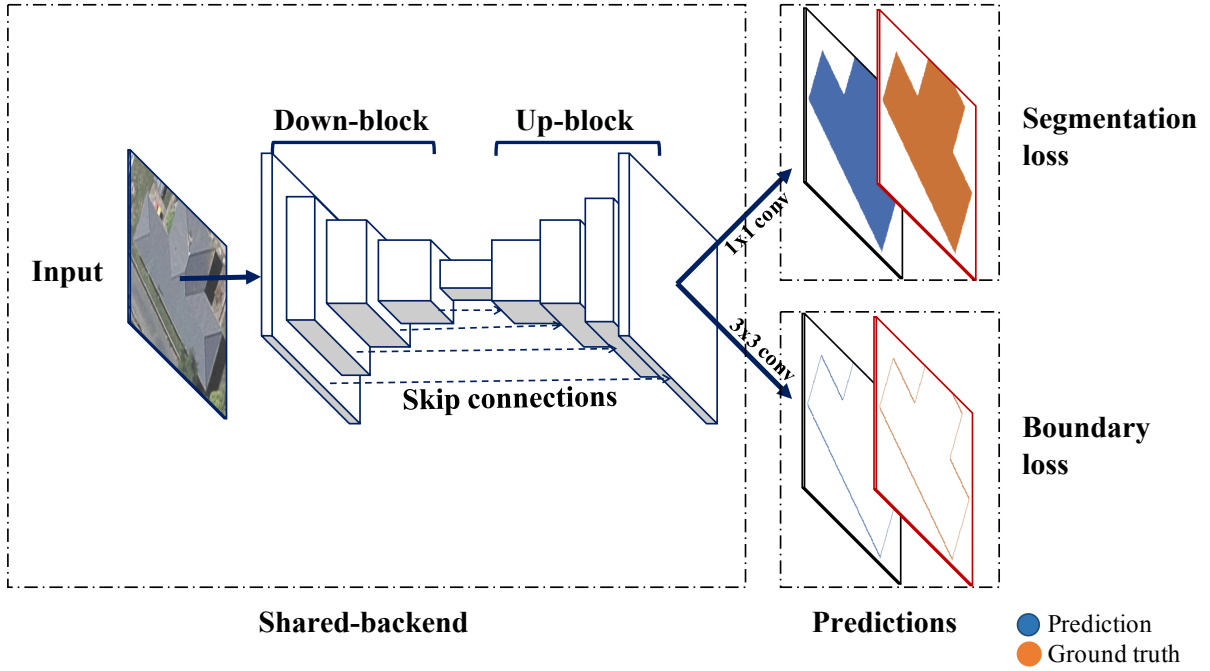 Down-block
Up-block
Input
Skip connections
1x1 conv
3x3 conv
Segmentation
loss
Boundary
loss
Shared-backend
Predictions
Prediction
Ground truth